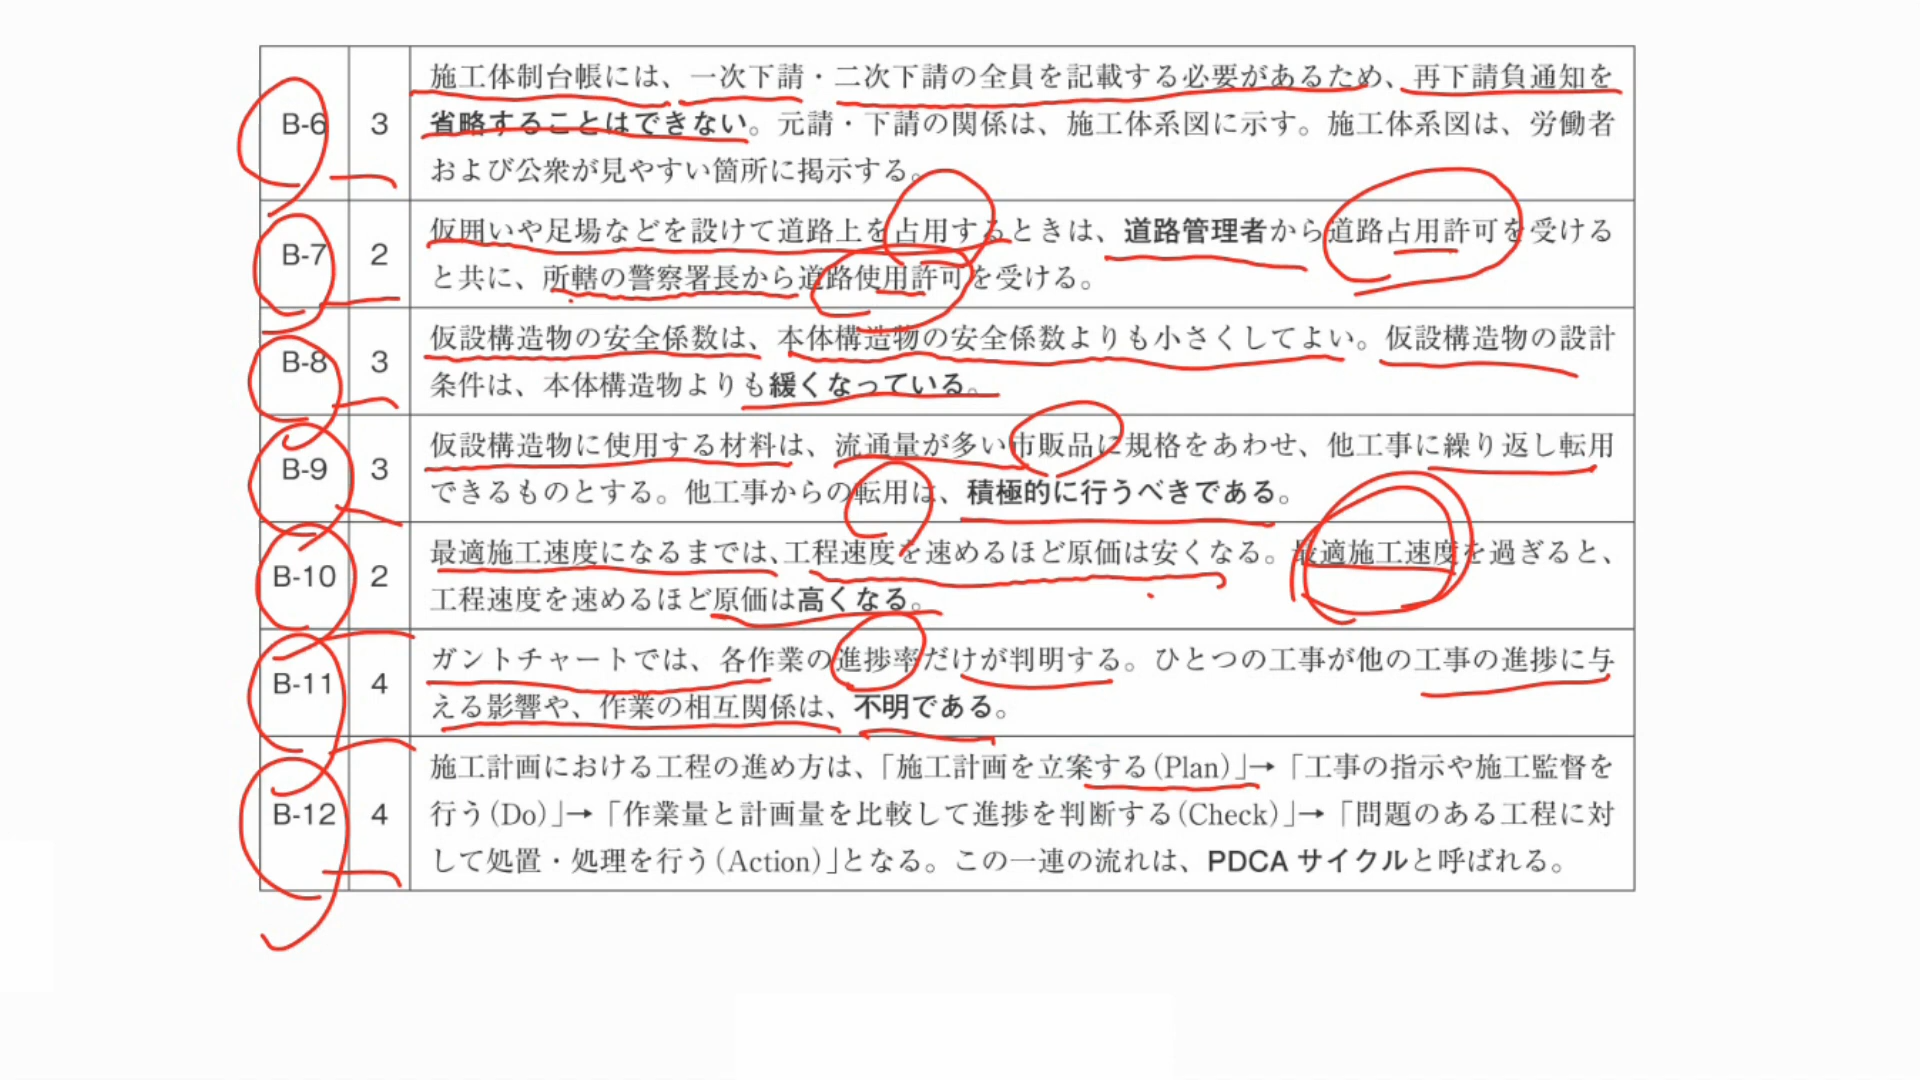 B-6 3 施工体制台帳には、一次下請・二次下請の全員を記載する必要があるため、再下請負通知を
省略することはできない。元請・下請の関係は、施工体系図に示す。施工体系図は、労働者
および公衆が見やすい箇所に掲示する。
B-7 2 仮囲いや足場などを設けて道路上を占用するときは、道路管理者から道路占用許可を受ける
と共に、所轄の警察署長から道路使用許可を受ける。
B-8 3 仮設構造物の安全係数は、本体構造物の安全係数よりも小さくしてよい。仮設構造物の設計
条件は、本体構造物よりも緩くなっている。
B-9 3 仮設構造物に使用する材料は、流通量が多い市販品に規格をあわせ、他工事に繰り返し転用
できるものとする。他工事からの転用は、積極的に行うべきである。
B-10 2 最適施工速度になるまでは、工程速度を速めるほど原価は安くなる。最適施工速度を過ぎると、
工程速度を速めるほど原価は高くなる。
B-11 4 ガントチャートでは、各作業の進捗率だけが判明する。ひとつの工事が他の工事の進捗に与
える影響や、作業の相互関係は、不明である。
B-12 4 施工計画における工程の進め方は、「施工計画を立案する(Plan)」→「工事の指示や施工監督を
行う(Do)」→「作業量と計画量を比較して進捗を判断する(Check)」→「問題のある工程に対
して処置・処理を行う(Action)」となる。この一連の流れは、PDCA サイクルと呼ばれる。